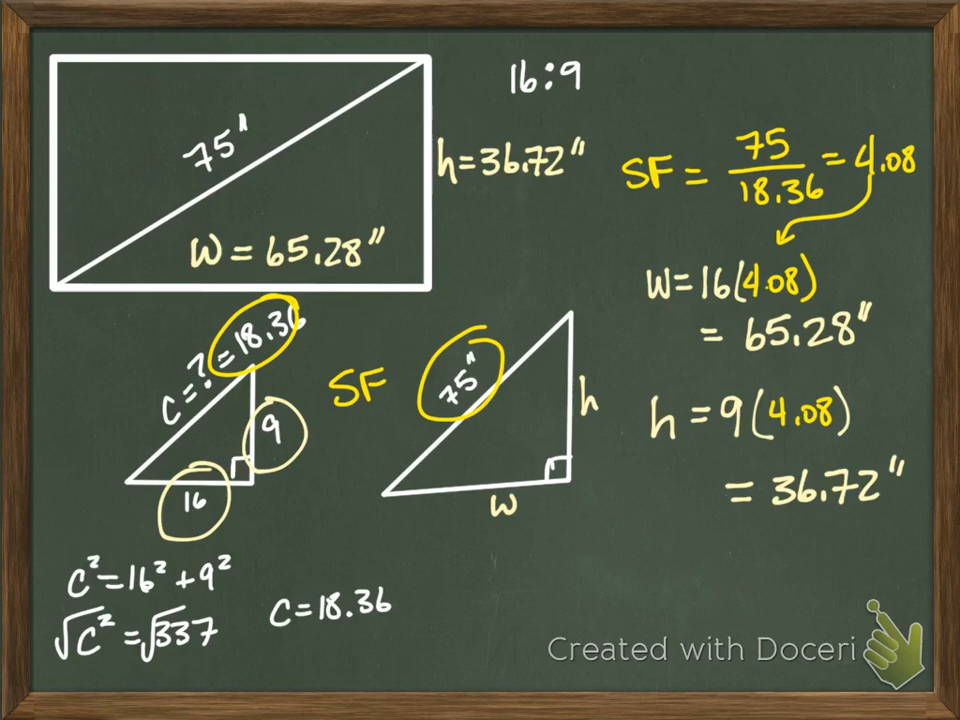 16:9
75"
h=36.72"
W = 65.28"
SF = 75/18.36 = 4.08
W=16(4.08)
= 65.28"
h = 9(4.08)
= 36.72"
C=?=18.36
9
16
SF
75"
h
W
C²=16²+9²
√C²=√337
C=18.36
Created with Doceri